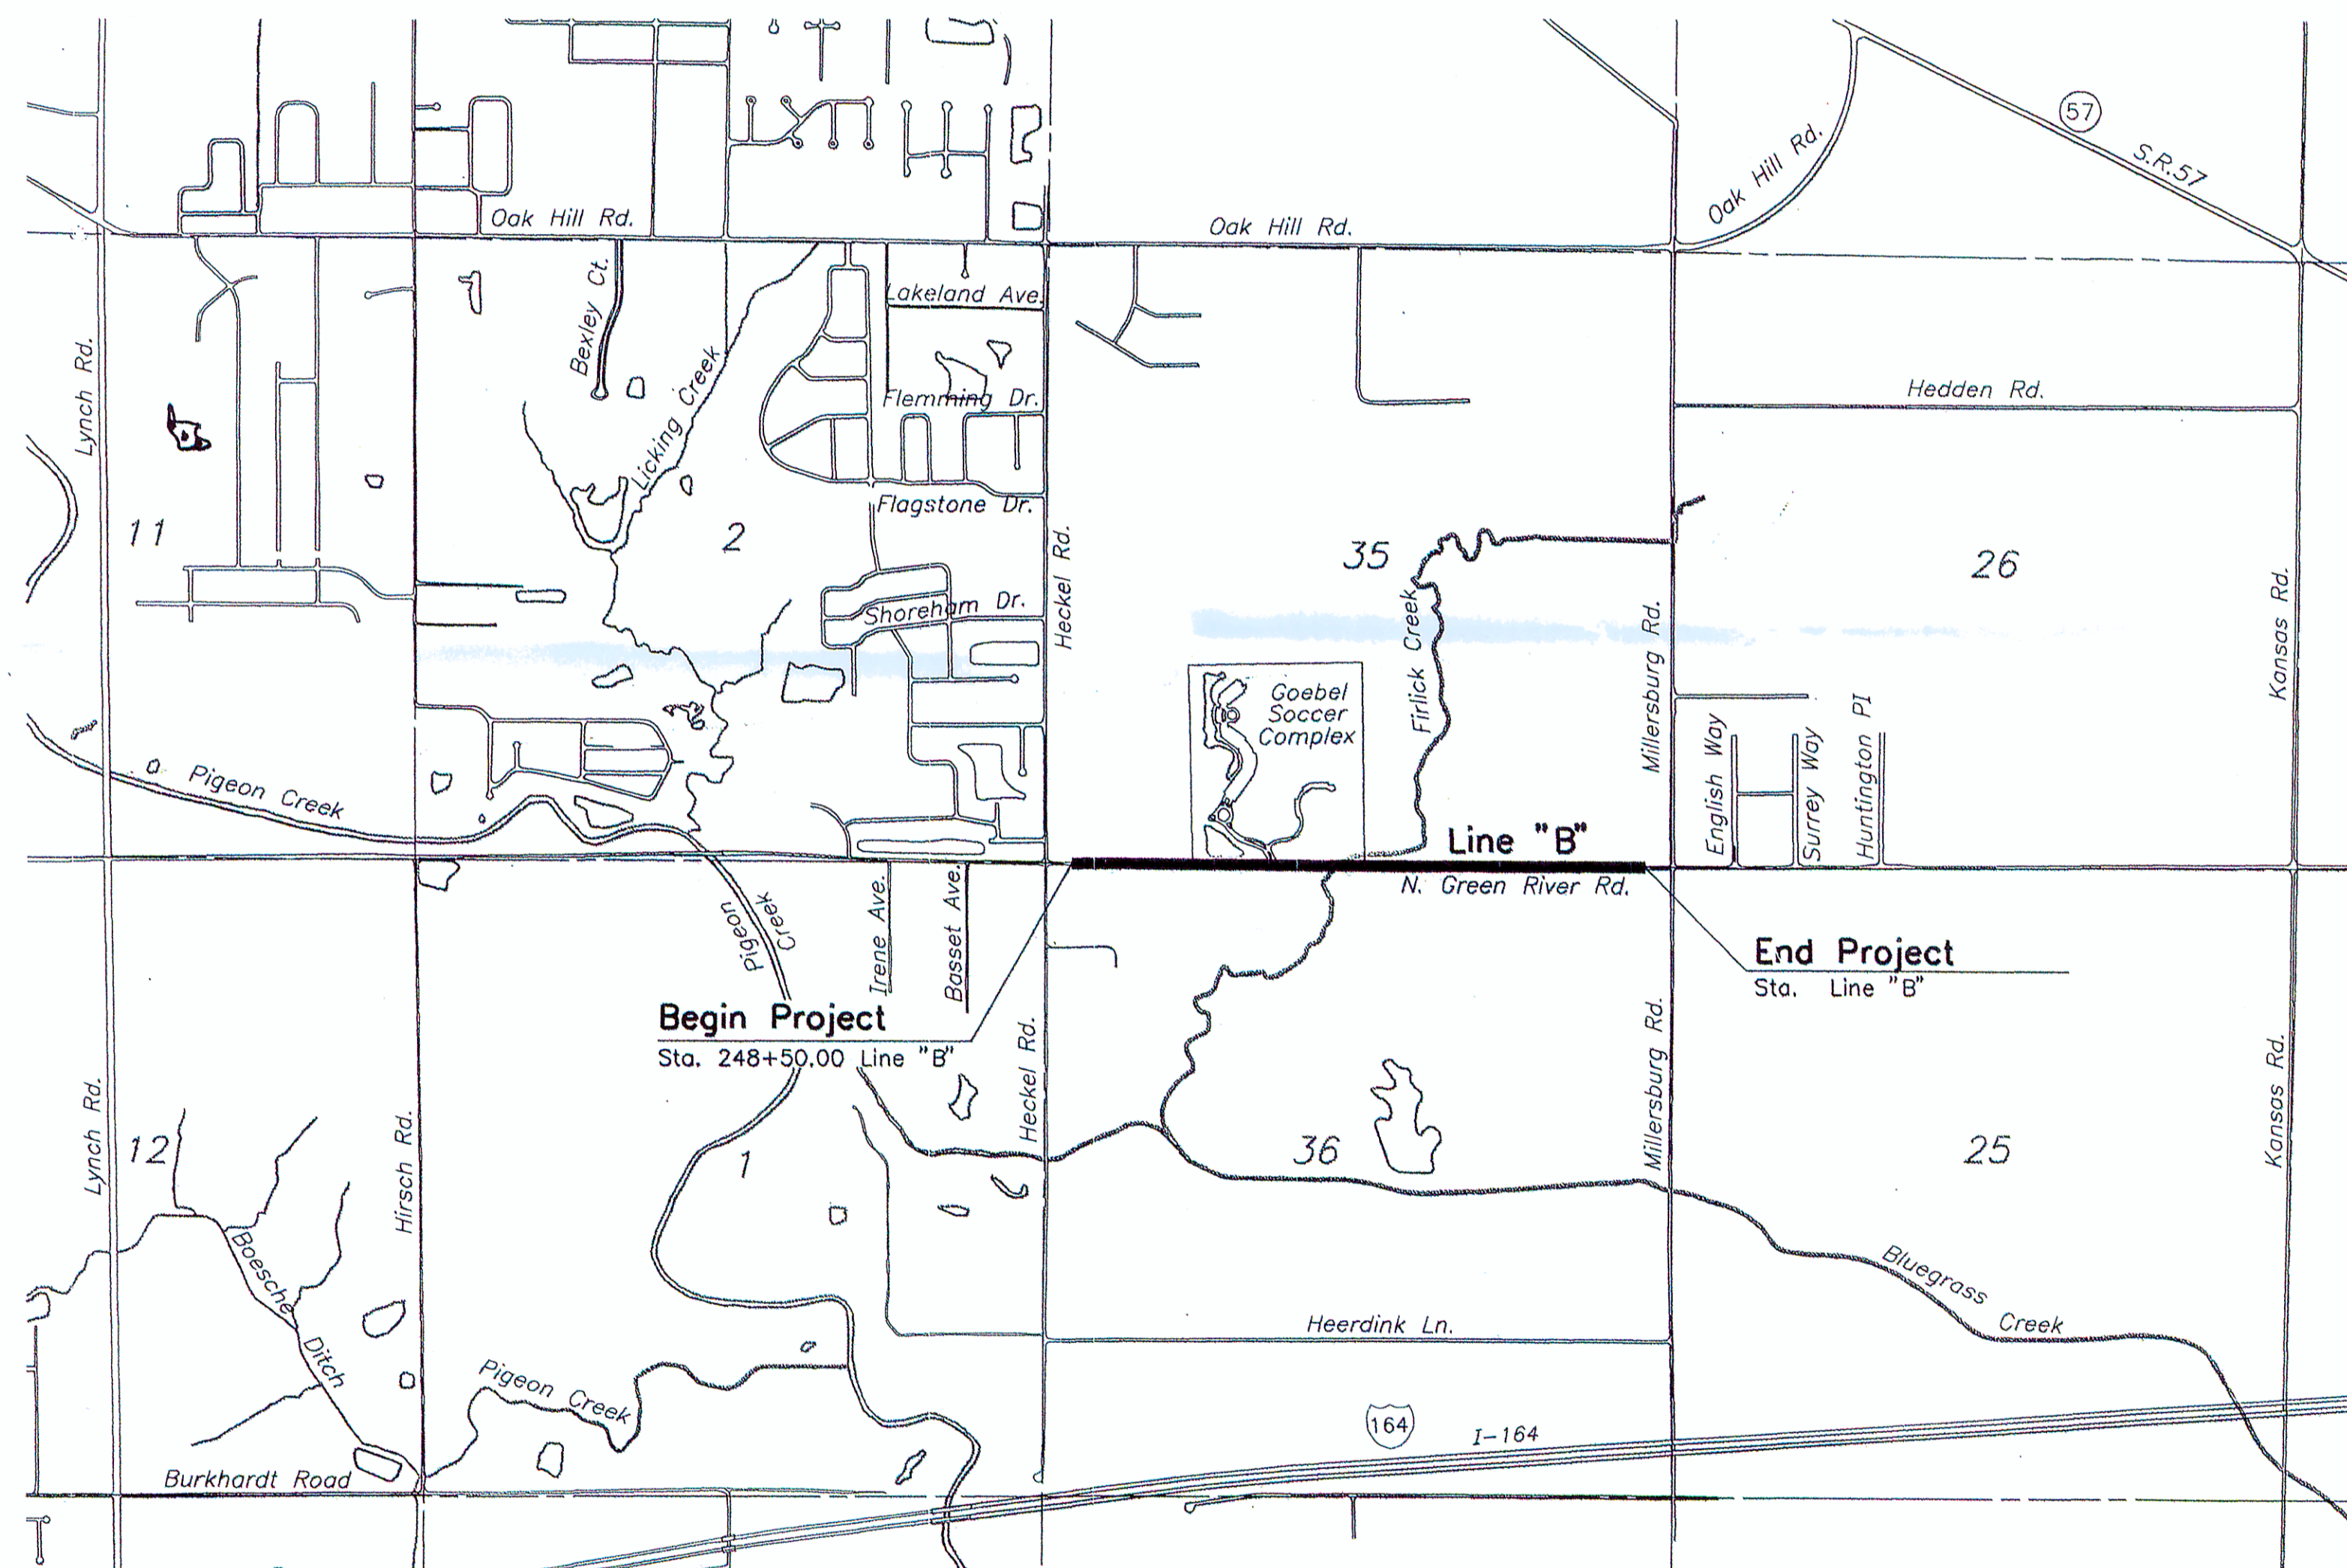 57
S.R.57
Oak Hill Rd.
Oak Hill Rd.
Oak Hill Rd.
Bexley Ct.
Lakeland Ave.
Lynch Rd.
Licking Creek
Flemming Dr.
Hedden Rd.
Flagstone Dr.
11
2
Heckel Rd.
35
26
Shoreham Dr.
Firlick Creek
Millersburg Rd.
Kansas Rd.
Goebel
Soccer
Complex
English Way
Surrey Way
Huntington Pl
Pigeon Creek
Line "B"
N. Green River Rd.
Pigeon
Creek
Irene Ave.
Basset Ave.
End Project
Sta. Line "B"
Begin Project
Sta. 248+50.00 Line "B"
Heckel Rd.
Millersburg Rd.
Kansas Rd.
Lynch Rd.
12
Hirsch Rd.
1
36
25
Boesche
Ditch
Bluegrass
Creek
Heerdink Ln.
Pigeon Creek
164
I-164
Burkhardt Road